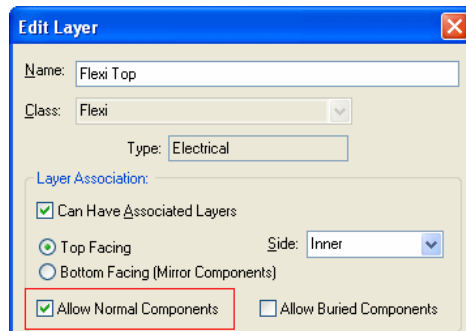 Edit Layer
Name: Flexi Top
Class: Flexi
Type: Electrical
Layer Association:
Can Have Associated Layers
Top Facing Side: Inner
Bottom Facing (Mirror Components)
Allow Normal Components Allow Buried Components